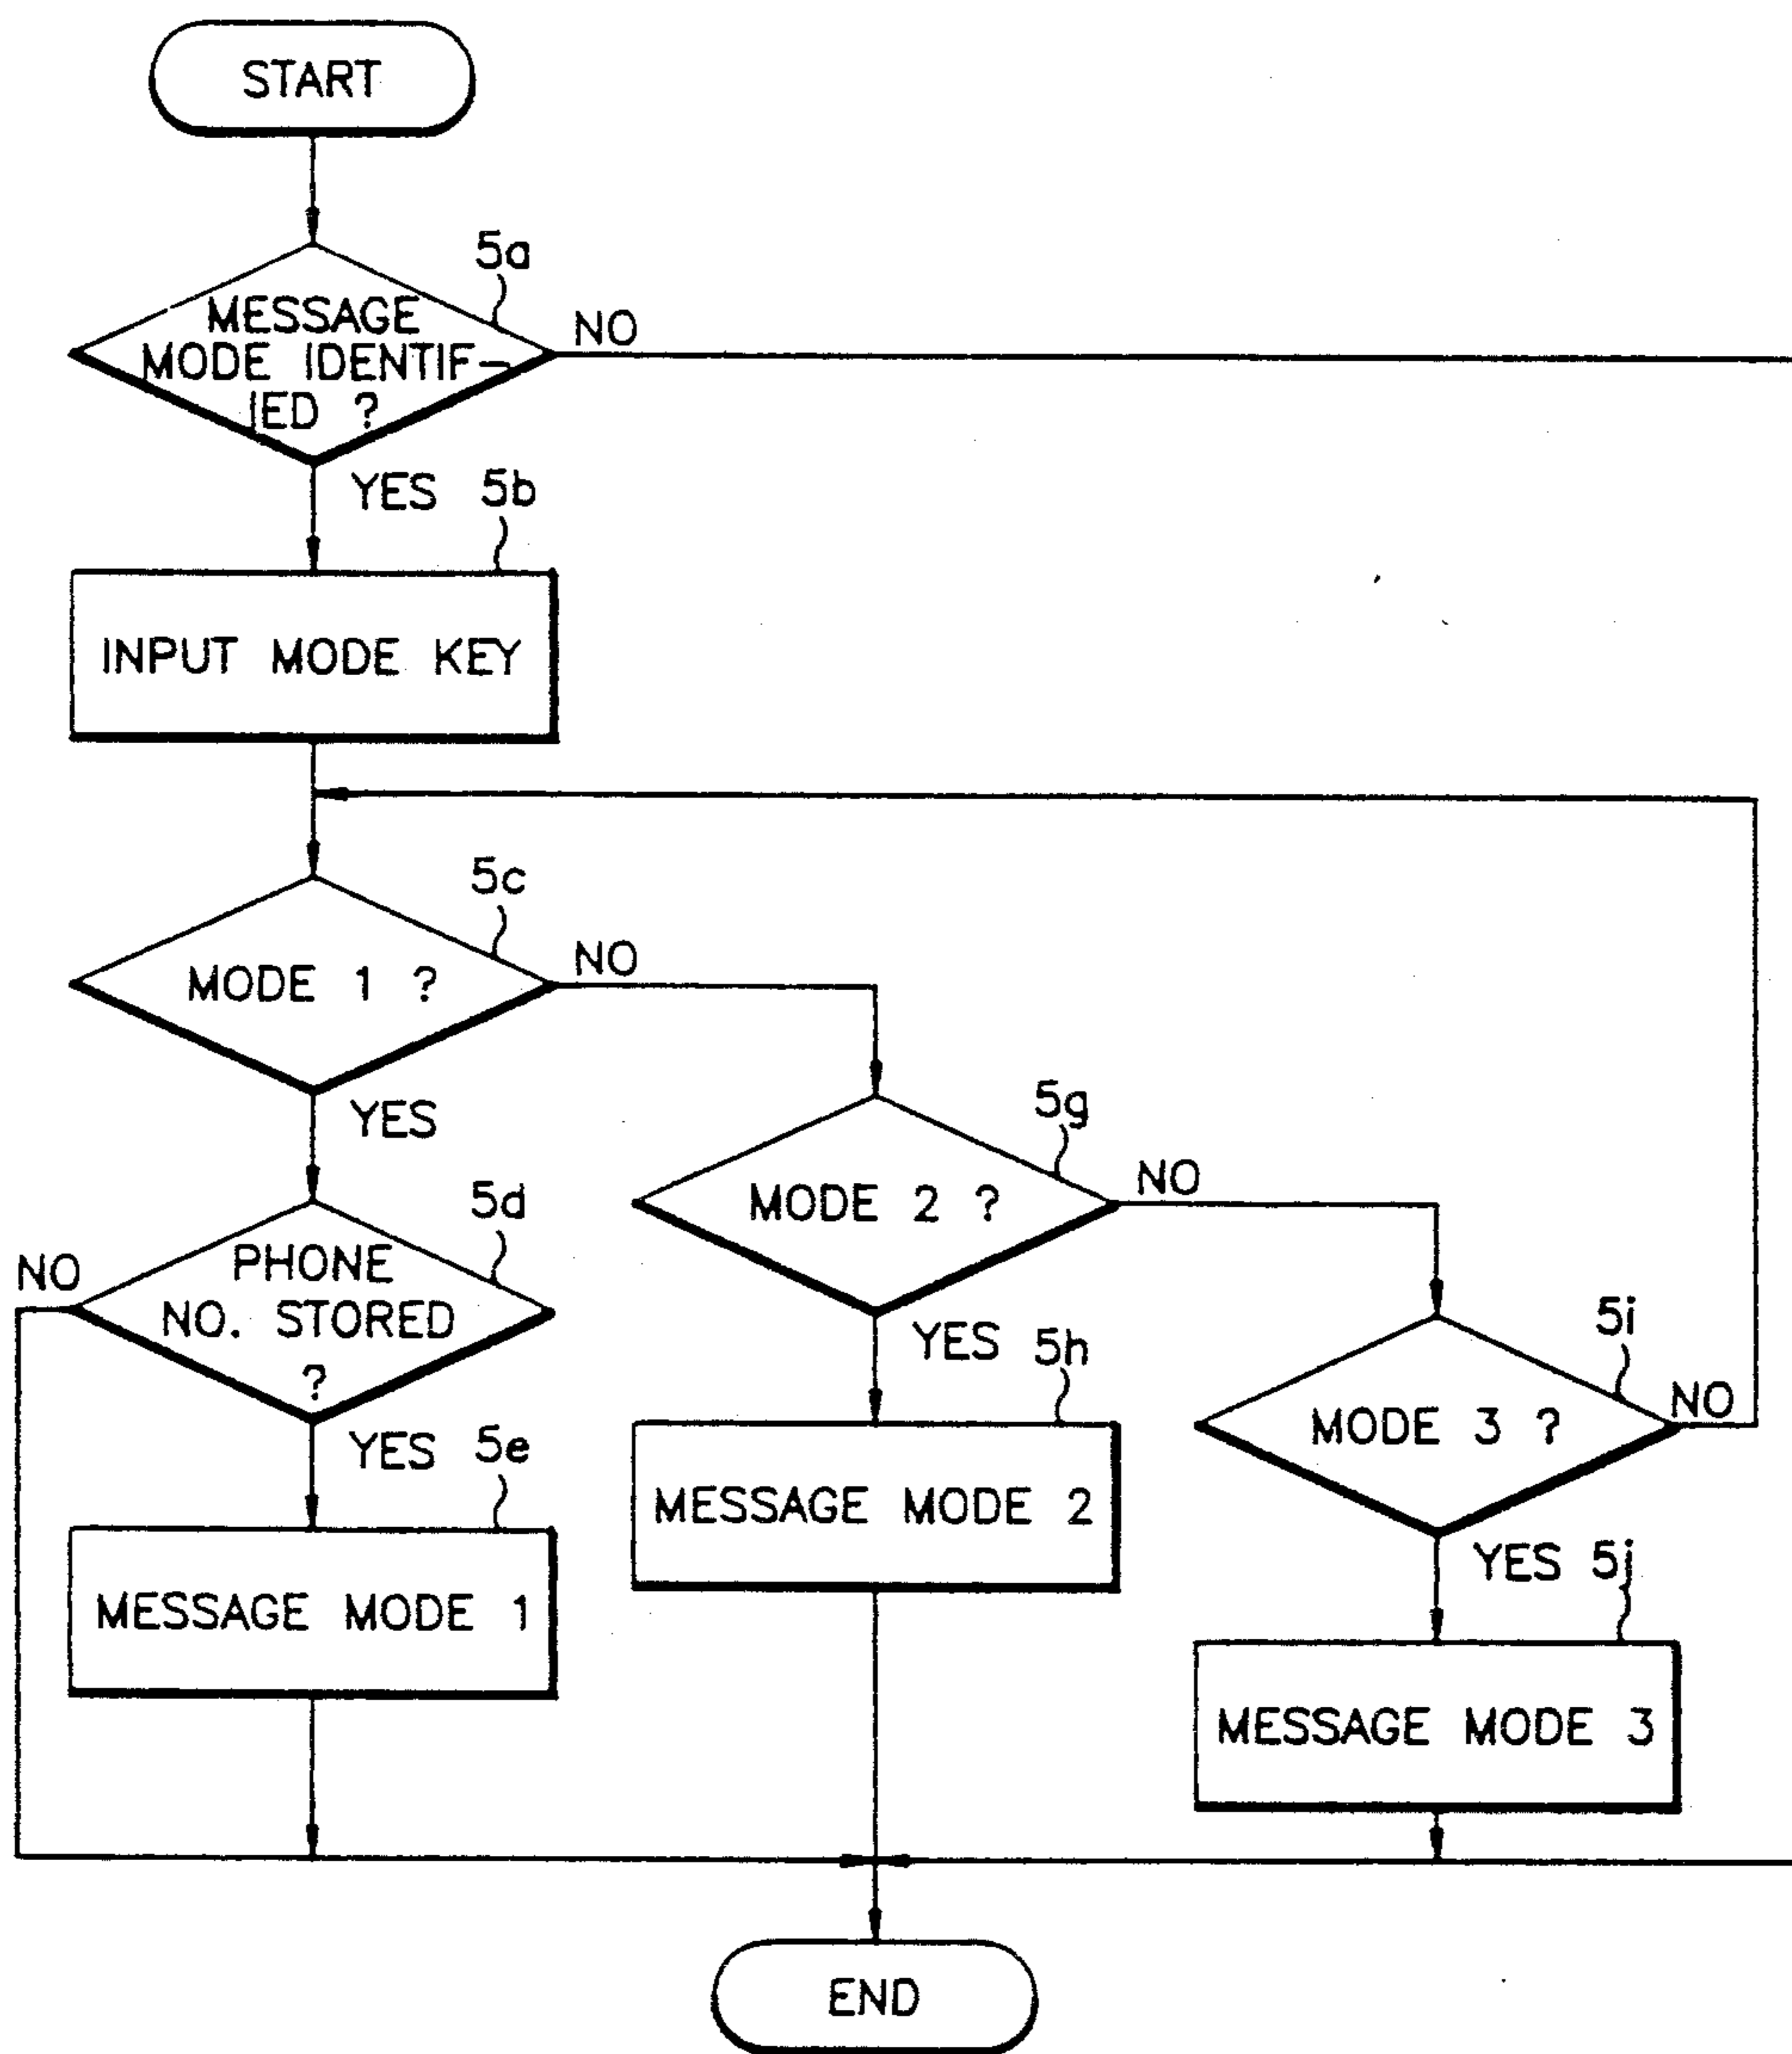 START
5a
MESSAGE
MODE IDENTIF-
IED ?
NO
YES
5b
INPUT MODE KEY
5c
MODE 1 ?
NO
YES
5g
MODE 2 ?
NO
5d
PHONE
NO. STORED
?
NO
YES
5e
MESSAGE MODE 1
YES
5h
MESSAGE MODE 2
5i
MODE 3 ?
NO
YES
5j
MESSAGE MODE 3
END